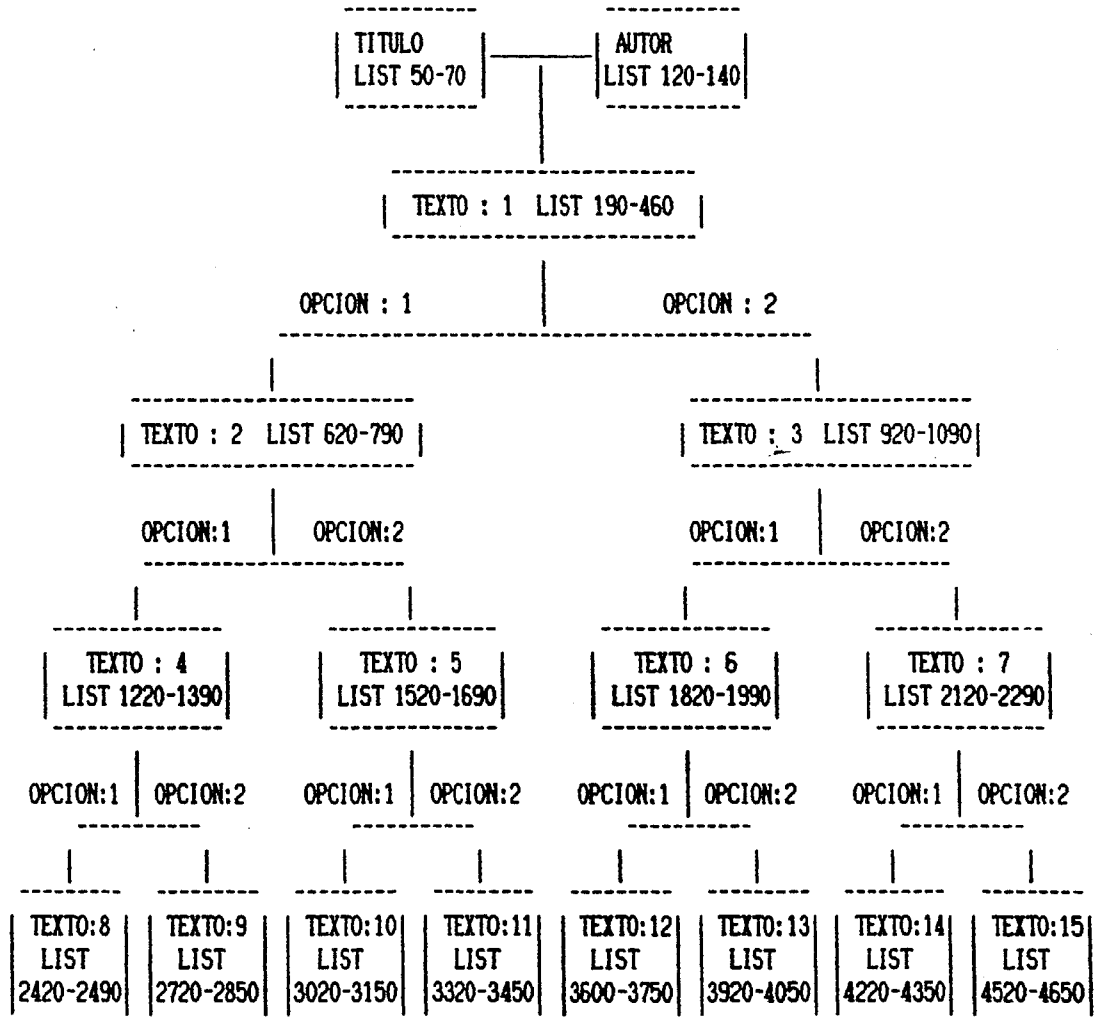 TITULO
LIST 50-70
AUTOR
LIST 120-140
TEXTO : 1 LIST 190-460
OPCION : 1
OPCION : 2
TEXTO : 2 LIST 620-790
TEXTO : 3 LIST 920-1090
OPCION:1
OPCION:2
OPCION:1
OPCION:2
TEXTO : 4
LIST 1220-1390
TEXTO : 5
LIST 1520-1690
TEXTO : 6
LIST 1820-1990
TEXTO : 7
LIST 2120-2290
OPCION:1
OPCION:2
OPCION:1
OPCION:2
OPCION:1
OPCION:2
OPCION:1
OPCION:2
TEXTO:8
LIST
2420-2490
TEXTO:9
LIST
2720-2850
TEXTO:10
LIST
3020-3150
TEXTO:11
LIST
3320-3450
TEXTO:12
LIST
3600-3750
TEXTO:13
LIST
3920-4050
TEXTO:14
LIST
4220-4350
TEXTO:15
LIST
4520-4650